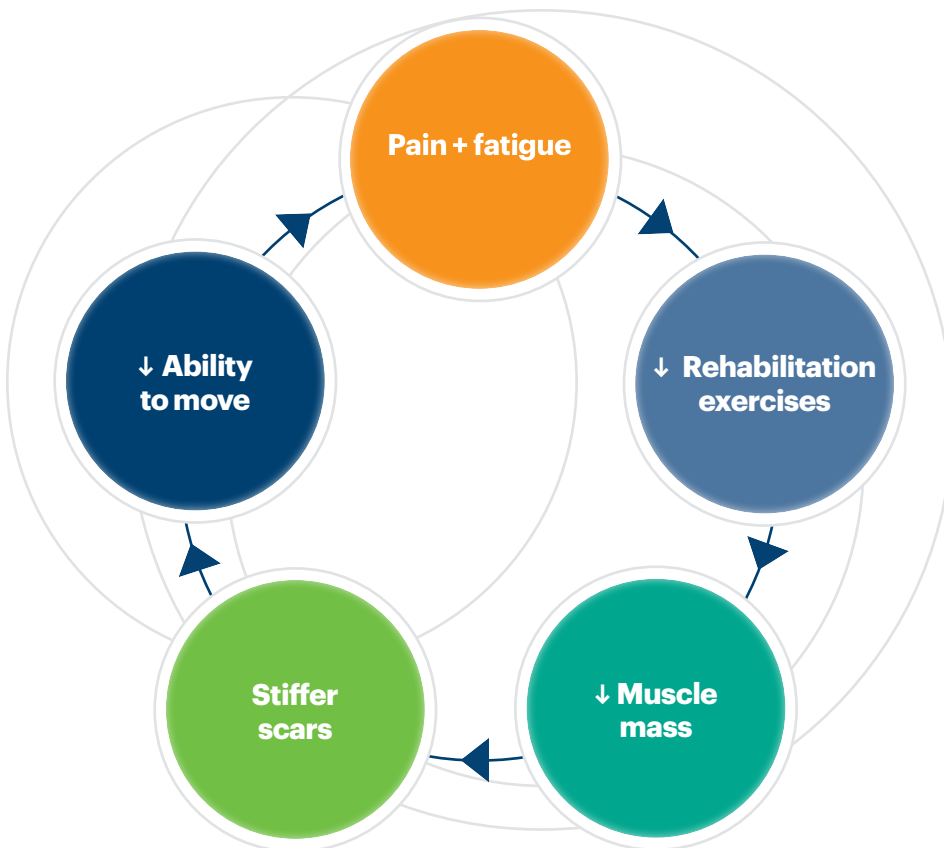 Pain + fatigue
↓ Rehabilitation
exercises
↓ Muscle
mass
Stiffer
scars
↓ Ability
to move